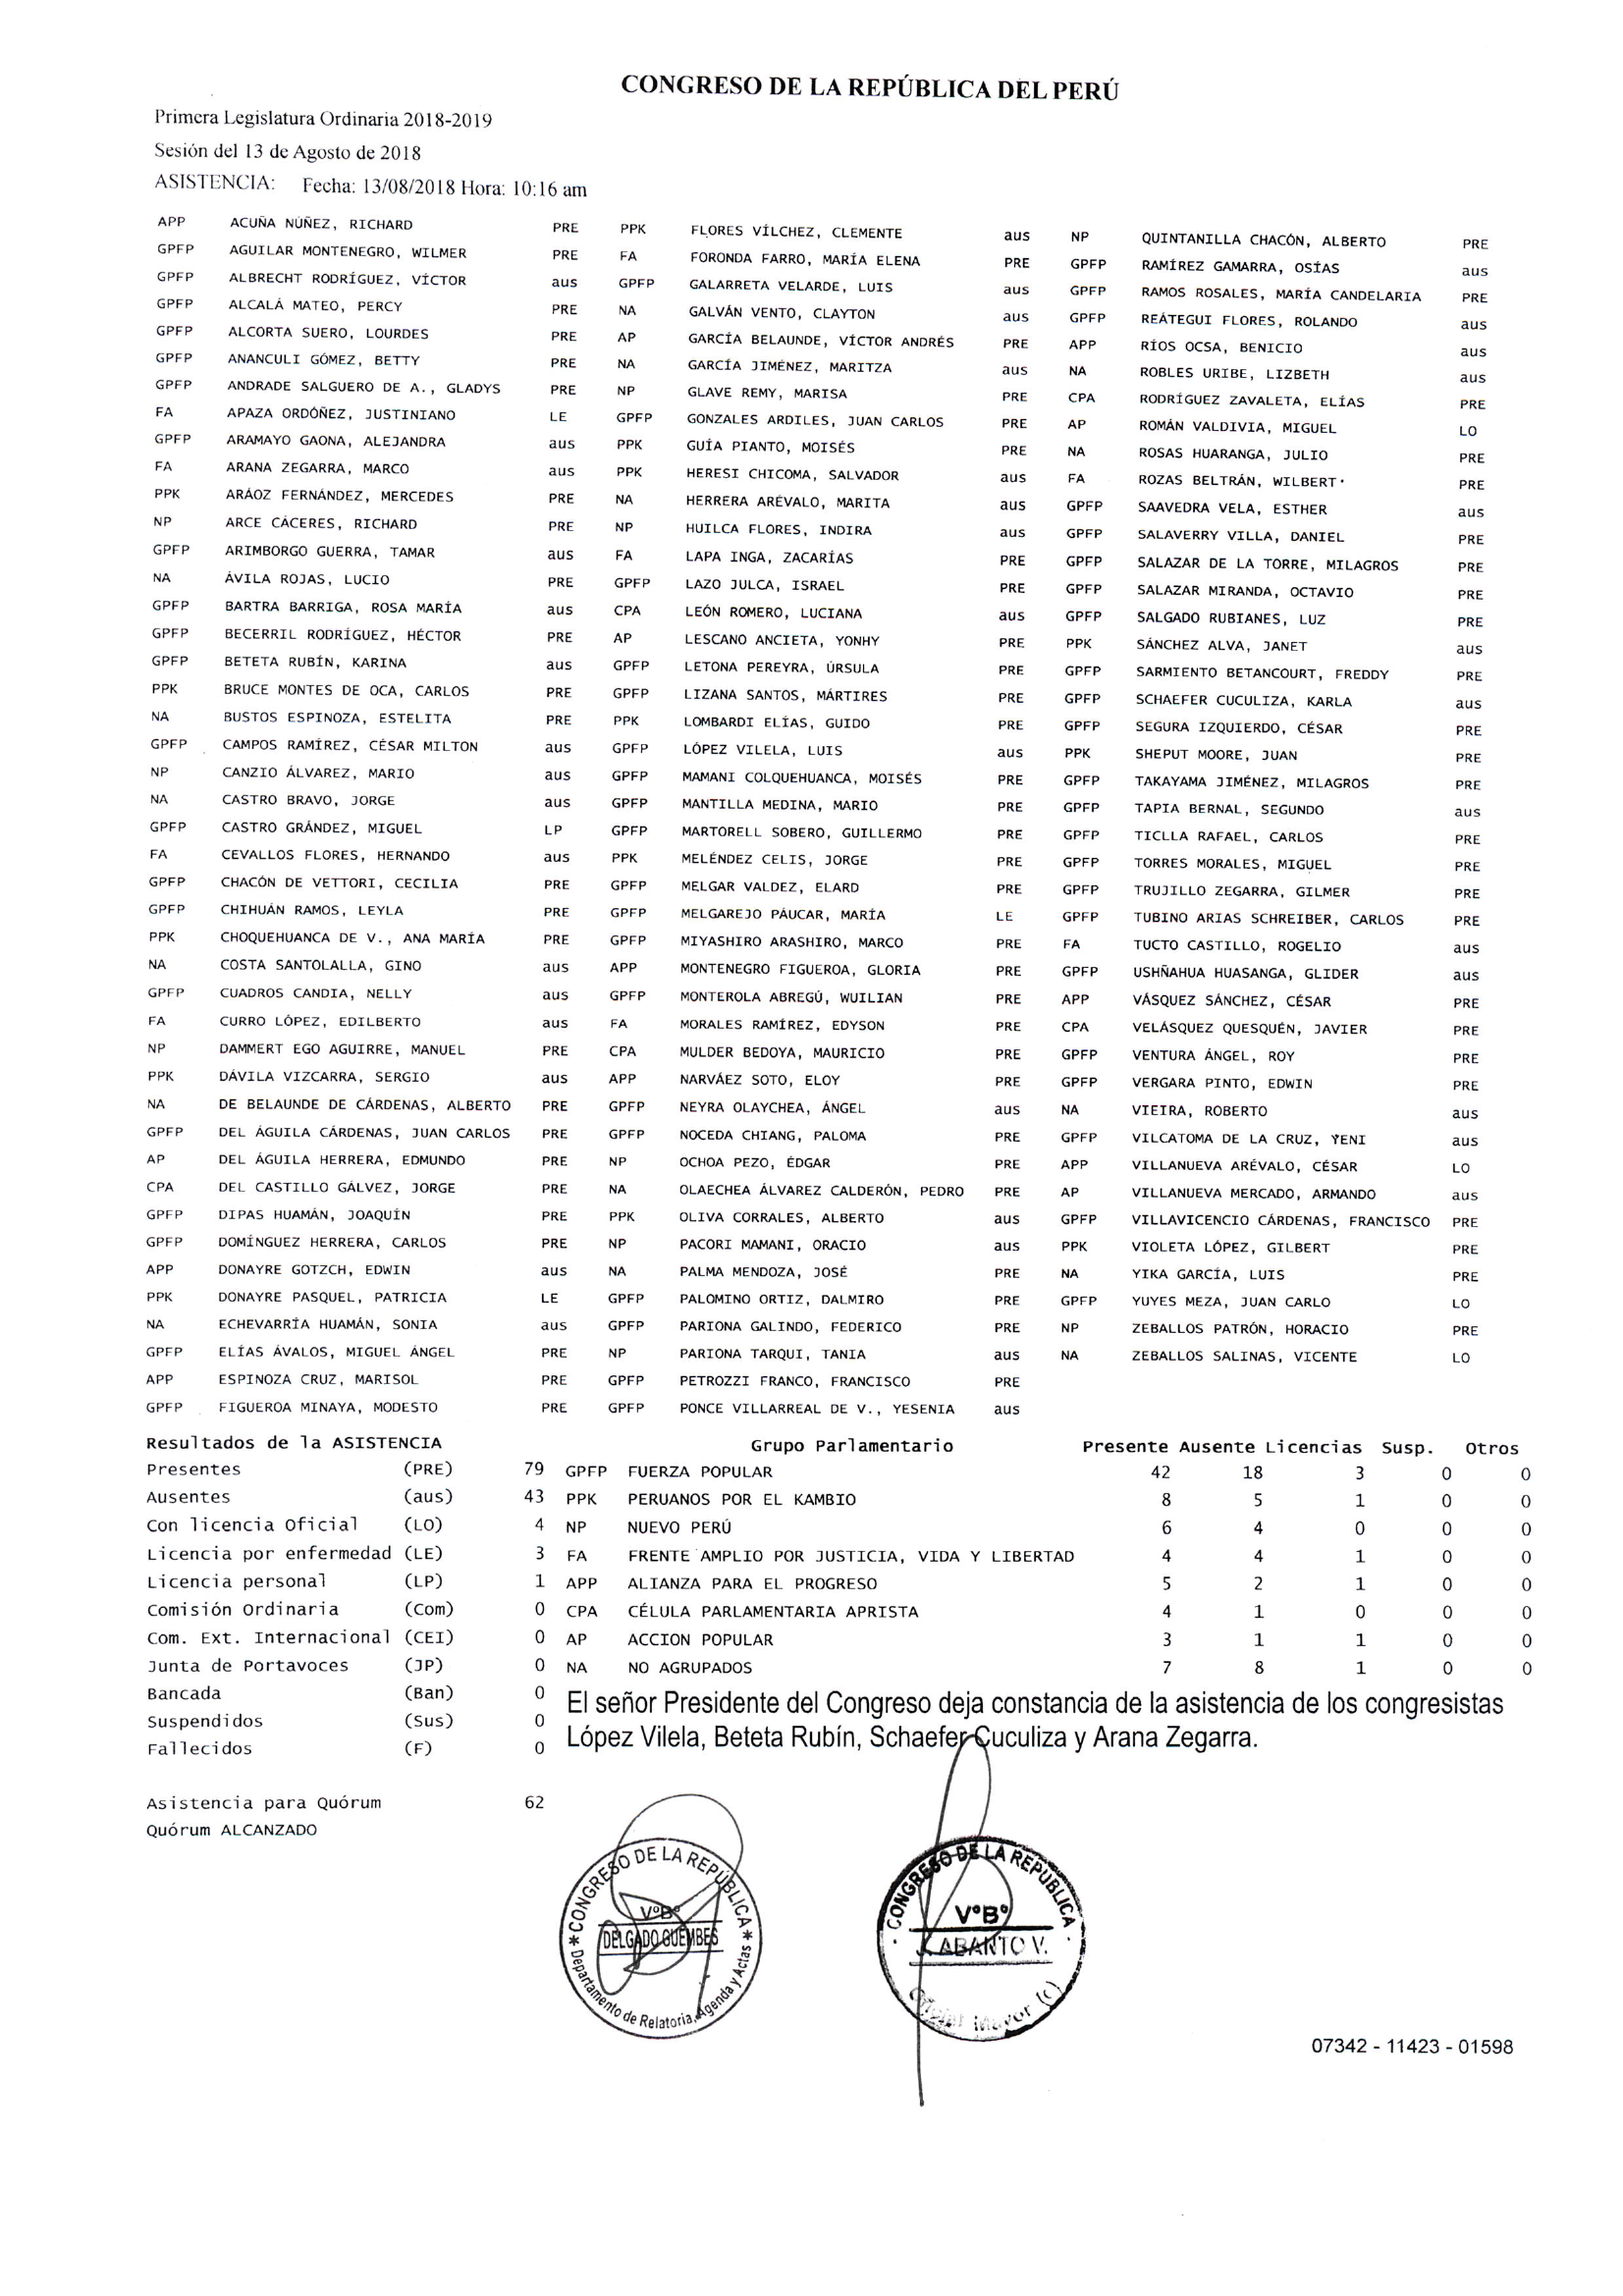 CONGRESO DE LA REPÚBLICA DEL PERÚ
Primera Legislatura Ordinaria 2018-2019
Sesión del 13 de Agosto de 2018
ASISTENCIA: Fecha: 13/08/2018 Hora: 10:16 am
APP ACUÑA NÚÑEZ, RICHARD PRE PPK FLORES VÍLCHEZ, CLEMENTE aus NP QUINTANILLA CHACÓN, ALBERTO PRE
GPFP AGUILAR MONTENEGRO, WILMER PRE FA FORONDA FARRO, MARÍA ELENA PRE GPFP RAMÍREZ GAMARRA, OSÍAS aus
GPFP ALBRECHT RODRÍGUEZ, VÍCTOR aus GPFP GALARRETA VELARDE, LUIS aus GPFP RAMOS ROSALES, MARÍA CANDELARIA PRE
GPFP ALCALÁ MATEO, PERCY PRE NA GALVÁN VENTO, CLAYTON aus GPFP REÁTEGUI FLORES, ROLANDO aus
GPFP ALCORTA SUERO, LOURDES PRE AP GARCÍA BELAUNDE, VÍCTOR ANDRÉS PRE APP RÍOS OCSA, BENICIO aus
GPFP ANANCULI GÓMEZ, BETTY PRE NA GARCÍA JIMÉNEZ, MARITZA aus NA ROBLES URIBE, LIZBETH aus
GPFP ANDRADE SALGUERO DE A., GLADYS PRE NP GLAVE REMY, MARISA PRE CPA RODRÍGUEZ ZAVALETA, ELÍAS PRE
FA APAZA ORDÓÑEZ, JUSTINIANO LE GPFP GONZALES ARDILES, JUAN CARLOS PRE AP ROMÁN VALDIVIA, MIGUEL LO
GPFP ARAMAYO GAONA, ALEJANDRA aus PPK GUÍA PIANTO, MOISÉS PRE NA ROSAS HUARANGA, JULIO PRE
FA ARANA ZEGARRA, MARCO aus PPK HERESI CHICOMA, SALVADOR aus FA ROZAS BELTRÁN, WILBERT PRE
PPK ARÁOZ FERNÁNDEZ, MERCEDES PRE NA HERRERA ARÉVALO, MARITA aus GPFP SAAVEDRA VELA, ESTHER aus
NP ARCE CÁCERES, RICHARD PRE NP HUILCA FLORES, INDIRA aus GPFP SALAVERRY VILLA, DANIEL PRE
GPFP ARIMBORGO GUERRA, TAMAR aus FA LAPA INGA, ZACARÍAS PRE GPFP SALAZAR DE LA TORRE, MILAGROS PRE
NA ÁVILA ROJAS, LUCIO PRE GPFP LAZO JULCA, ISRAEL PRE GPFP SALAZAR MIRANDA, OCTAVIO PRE
GPFP BARTRA BARRIGA, ROSA MARÍA aus CPA LEÓN ROMERO, LUCIANA aus GPFP SALGADO RUBIANES, LUZ PRE
GPFP BECERRIL RODRÍGUEZ, HÉCTOR PRE AP LESCANO ANCIETA, YONHY PRE PPK SÁNCHEZ ALVA, JANET aus
GPFP BETETA RUBÍN, KARINA aus GPFP LETONA PEREYRA, ÚRSULA PRE GPFP SARMIENTO BETANCOURT, FREDDY PRE
PPK BRUCE MONTES DE OCA, CARLOS PRE GPFP LIZANA SANTOS, MÁRTIRES PRE GPFP SCHAEFER CUCULIZA, KARLA aus
NA BUSTOS ESPINOZA, ESTELITA PRE PPK LOMBARDI ELÍAS, GUIDO PRE GPFP SEGURA IZQUIERDO, CÉSAR PRE
GPFP CAMPOS RAMÍREZ, CÉSAR MILTON aus GPFP LÓPEZ VILELA, LUIS aus PPK SHEPUT MOORE, JUAN PRE
NP CANZIO ÁLVAREZ, MARIO aus GPFP MAMANI COLQUEHUANCA, MOISÉS PRE GPFP TAKAYAMA JIMÉNEZ, MILAGROS PRE
NA CASTRO BRAVO, JORGE aus GPFP MANTILLA MEDINA, MARIO PRE GPFP TAPIA BERNAL, SEGUNDO aus
GPFP CASTRO GRÁNDEZ, MIGUEL LP GPFP MARTORELL SOBERO, GUILLERMO PRE GPFP TICLLA RAFAEL, CARLOS PRE
FA CEVALLOS FLORES, HERNANDO aus PPK MELÉNDEZ CELIS, JORGE PRE GPFP TORRES MORALES, MIGUEL PRE
GPFP CHACÓN DE VETTORI, CECILIA PRE GPFP MELGAR VALDEZ, ELARD PRE GPFP TRUJILLO ZEGARRA, GILMER PRE
GPFP CHIHUÁN RAMOS, LEYLA PRE GPFP MELGAREJO PÁUCAR, MARÍA LE GPFP TUBINO ARIAS SCHREIBER, CARLOS PRE
PPK CHOQUEHUANCA DE V., ANA MARÍA PRE GPFP MIYASHIRO ARASHIRO, MARCO PRE FA TUCTO CASTILLO, ROGELIO aus
NA COSTA SANTOLALLA, GINO aus APP MONTENEGRO FIGUEROA, GLORIA PRE GPFP USHÑAHUA HUASANGA, GLIDER aus
GPFP CUADROS CANDIA, NELLY aus GPFP MONTEROLA ABREGÚ, WUILIAN PRE APP VÁSQUEZ SÁNCHEZ, CÉSAR PRE
FA CURRO LÓPEZ, EDILBERTO aus FA MORALES RAMÍREZ, EDYSON PRE CPA VELÁSQUEZ QUESQUÉN, JAVIER PRE
NP DAMMERT EGO AGUIRRE, MANUEL PRE CPA MULDER BEDOYA, MAURICIO PRE GPFP VENTURA ÁNGEL, ROY PRE
PPK DÁVILA VIZCARRA, SERGIO aus APP NARVÁEZ SOTO, ELOY PRE GPFP VERGARA PINTO, EDWIN PRE
NA DE BELAUNDE DE CÁRDENAS, ALBERTO PRE GPFP NEYRA OLAYCHEA, ÁNGEL aus NA VIEIRA, ROBERTO aus
GPFP DEL ÁGUILA CÁRDENAS, JUAN CARLOS PRE GPFP NOCEDA CHIANG, PALOMA PRE GPFP VILCATOMA DE LA CRUZ, YENI aus
AP DEL ÁGUILA HERRERA, EDMUNDO PRE NP OCHOA PEZO, ÉDGAR PRE APP VILLANUEVA ARÉVALO, CÉSAR LO
CPA DEL CASTILLO GÁLVEZ, JORGE PRE NA OLAECHEA ÁLVAREZ CALDERÓN, PEDRO PRE AP VILLANUEVA MERCADO, ARMANDO aus
GPFP DIPAS HUAMÁN, JOAQUÍN PRE PPK OLIVA CORRALES, ALBERTO aus GPFP VILLAVICENCIO CÁRDENAS, FRANCISCO PRE
GPFP DOMÍNGUEZ HERRERA, CARLOS PRE NP PACORI MAMANI, ORACIO aus PPK VIOLETA LÓPEZ, GILBERT PRE
APP DONAYRE GOTZCH, EDWIN aus NA PALMA MENDOZA, JOSÉ PRE NA YIKA GARCÍA, LUIS PRE
PPK DONAYRE PASQUEL, PATRICIA LE GPFP PALOMINO ORTIZ, DALMIRO PRE GPFP YUYES MEZA, JUAN CARLO LO
NA ECHEVARRÍA HUAMÁN, SONIA aus GPFP PARIONA GALINDO, FEDERICO PRE NP ZEBALLOS PATRÓN, HORACIO PRE
GPFP ELÍAS ÁVALOS, MIGUEL ÁNGEL PRE NP PARIONA TARQUI, TANIA aus NA ZEBALLOS SALINAS, VICENTE LO
APP ESPINOZA CRUZ, MARISOL PRE GPFP PETROZZI FRANCO, FRANCISCO PRE
GPFP FIGUEROA MINAYA, MODESTO PRE GPFP PONCE VILLARREAL DE V., YESENIA aus
Resultados de la ASISTENCIA Grupo Parlamentario Presente Ausente Licencias Susp. Otros
Presentes (PRE) 79 GPFP FUERZA POPULAR 42 18 3 0 0
Ausentes (aus) 43 PPK PERUANOS POR EL KAMBIO 8 5 1 0 0
Con licencia Oficial (LO) 4 NP NUEVO PERÚ 6 4 0 0 0
Licencia por enfermedad (LE) 3 FA FRENTE AMPLIO POR JUSTICIA, VIDA Y LIBERTAD 4 4 1 0 0
Licencia personal (LP) 1 APP ALIANZA PARA EL PROGRESO 5 2 1 0 0
Comisión Ordinaria (Com) 0 CPA CÉLULA PARLAMENTARIA APRISTA 4 1 0 0 0
Com. Ext. Internacional (CEI) 0 AP ACCION POPULAR 3 1 1 0 0
Junta de Portavoces (JP) 0 NA NO AGRUPADOS 7 8 1 0 0
Bancada (Ban) 0
Suspendidos (Sus) 0
Fallecidos (F) 0
El señor Presidente del Congreso deja constancia de la asistencia de los congresistas
López Vilela, Beteta Rubín, Schaefer Cuculiza y Arana Zegarra.
Asistencia para Quórum 62
Quórum ALCANZADO
* CONGRESO DE LA REPÚBLICA *
V°B°
DELGADO GUEMBES
Departamento de Relatoria, Agenda y Actas
CONGRESO DE LA REPUBLICA
V°B°
J. ABANTO V.
Oficial Mayor (C)
07342 - 11423 - 01598